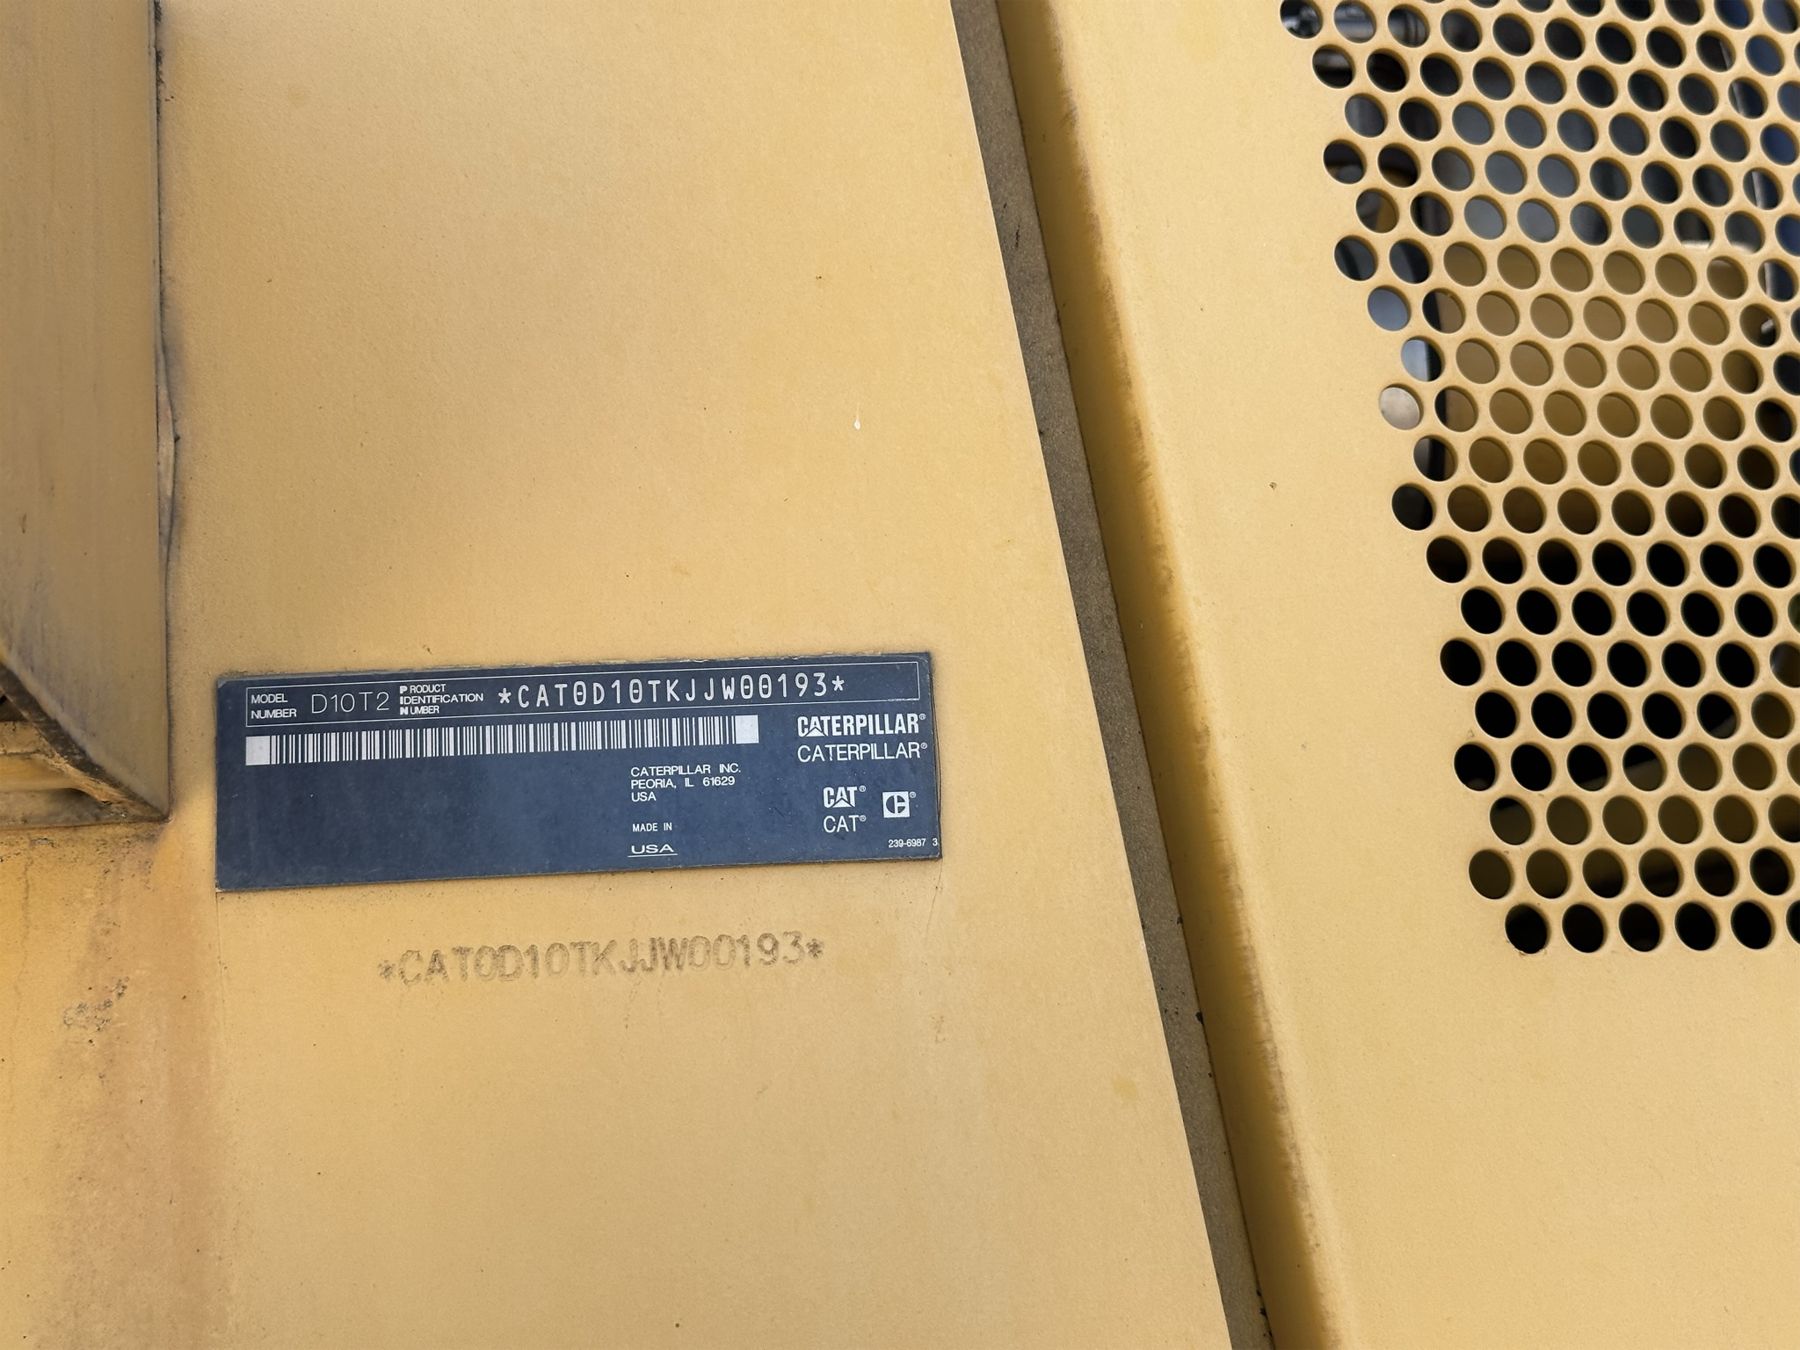 MODEL NUMBER D10T2 PRODUCT IDENTIFICATION NUMBER *CAT0D10TKJJW00193*
CATERPILLAR®
CATERPILLAR®
CATERPILLAR INC.
PEORIA, IL 61629
USA
CAT®
CAT®
MADE IN
USA
239-6987 3
*CAT0D10TKJJW00193*